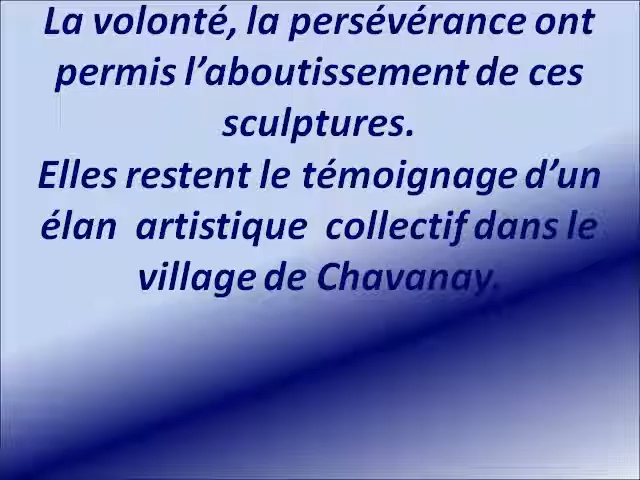 La volonté, la persévérance ont
permis l’aboutissement de ces
sculptures.
Elles restent le témoignage d’un
élan artistique collectif dans le
village de Chavanay.